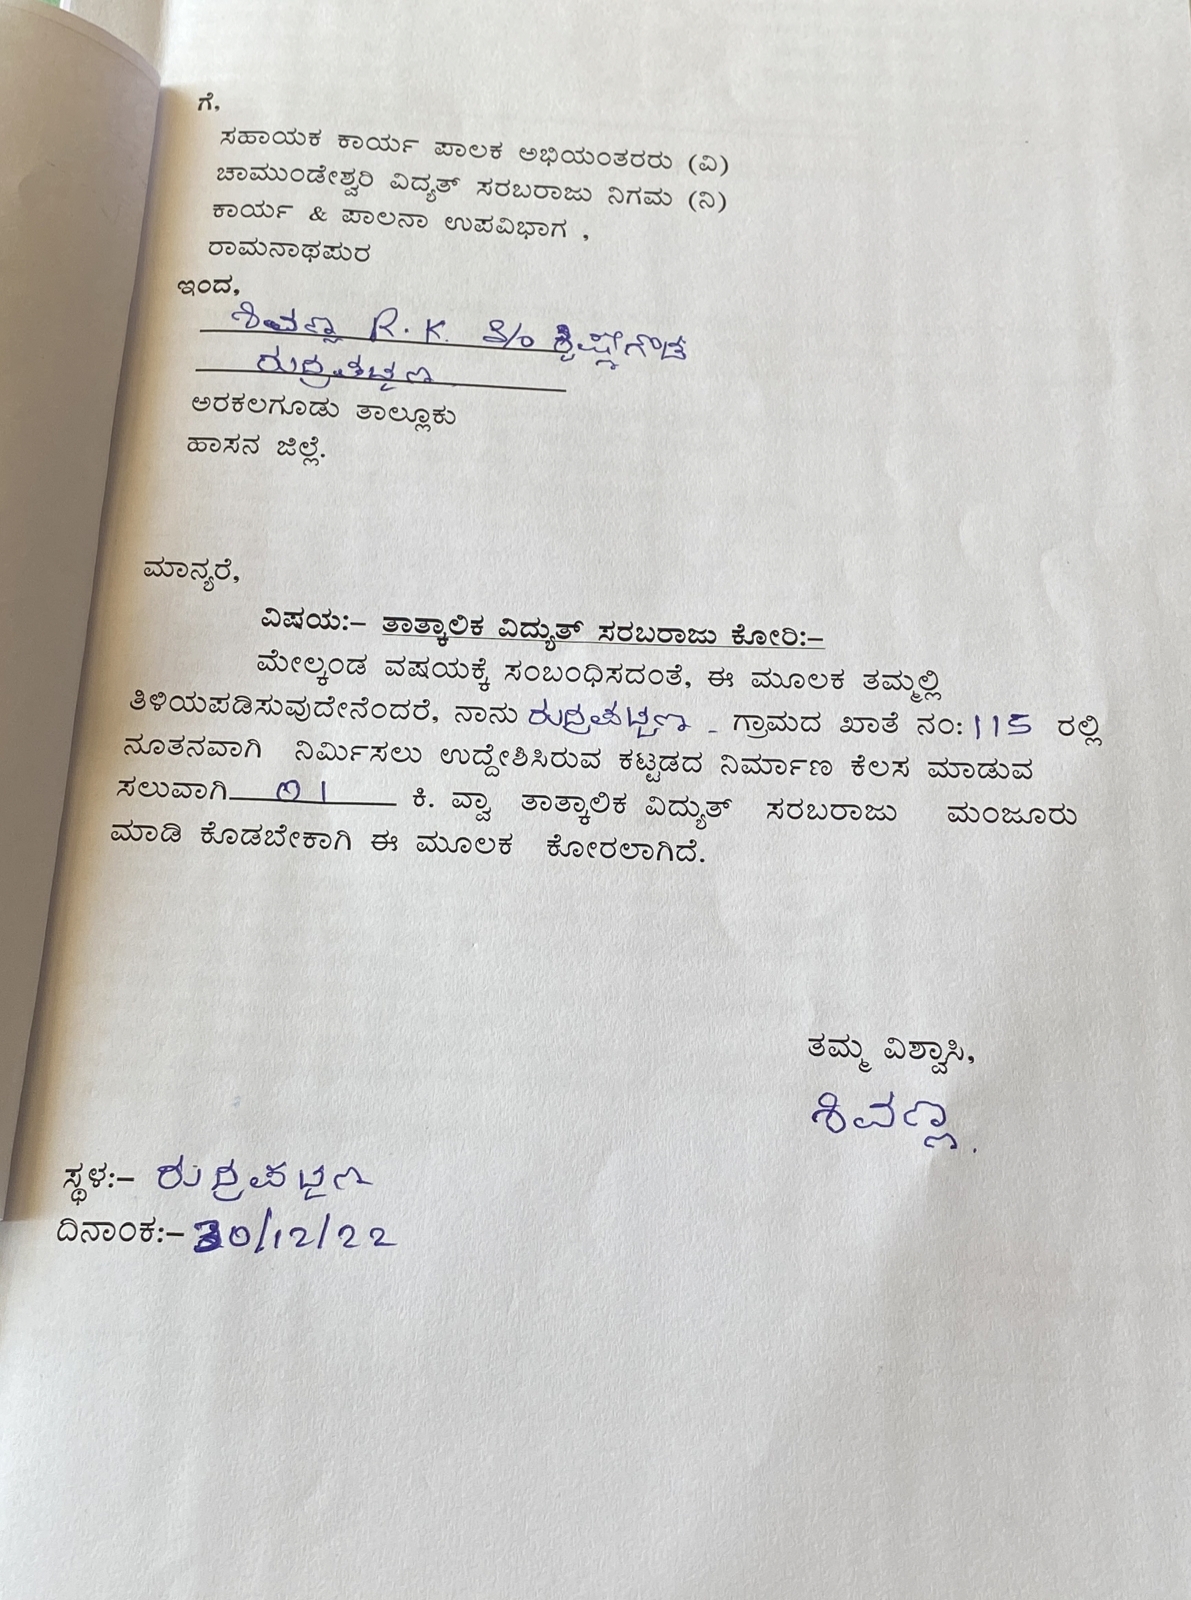 ಗೆ,
ಸಹಾಯಕ ಕಾರ್ಯ ಪಾಲಕ ಅಭಿಯಂತರರು (ವಿ)
ಚಾಮುಂಡೇಶ್ವರಿ ವಿದ್ಯತ್ ಸರಬರಾಜು ನಿಗಮ (ನಿ)
ಕಾರ್ಯ & ಪಾಲನಾ ಉಪವಿಭಾಗ ,
ರಾಮನಾಥಪುರ
ಇಂದ,
ಶಿವಣ್ಣ R. K. S/o ಕೃಷ್ಣೇಗೌಡ
ರುದ್ರಪಟ್ಟಣ
ಅರಕಲಗೂಡು ತಾಲ್ಲೂಕು
ಹಾಸನ ಜಿಲ್ಲೆ.
ಮಾನ್ಯರೆ,
ವಿಷಯ:– ತಾತ್ಕಾಲಿಕ ವಿದ್ಯುತ್ ಸರಬರಾಜು ಕೋರಿ:–
ಮೇಲ್ಕಂಡ ವಷಯಕ್ಕೆ ಸಂಬಂಧಿಸದಂತೆ, ಈ ಮೂಲಕ ತಮ್ಮಲ್ಲಿ
ತಿಳಿಯಪಡಿಸುವುದೇನೆಂದರೆ, ನಾನು ರುದ್ರಪಟ್ಟಣ - ಗ್ರಾಮದ ಖಾತೆ ನಂ: 115 ರಲ್ಲಿ
ನೂತನವಾಗಿ ನಿರ್ಮಿಸಲು ಉದ್ದೇಶಿಸಿರುವ ಕಟ್ಟಡದ ನಿರ್ಮಾಣ ಕೆಲಸ ಮಾಡುವ
ಸಲುವಾಗಿ 01 ಕಿ. ವ್ವಾ ತಾತ್ಕಾಲಿಕ ವಿದ್ಯುತ್ ಸರಬರಾಜು ಮಂಜೂರು
ಮಾಡಿ ಕೊಡಬೇಕಾಗಿ ಈ ಮೂಲಕ ಕೋರಲಾಗಿದೆ.
ತಮ್ಮ ವಿಶ್ವಾಸಿ,
ಶಿವಣ್ಣ.
ಸ್ಥಳ:– ರುದ್ರಪಟ್ಟಣ
ದಿನಾಂಕ:– 30/12/22